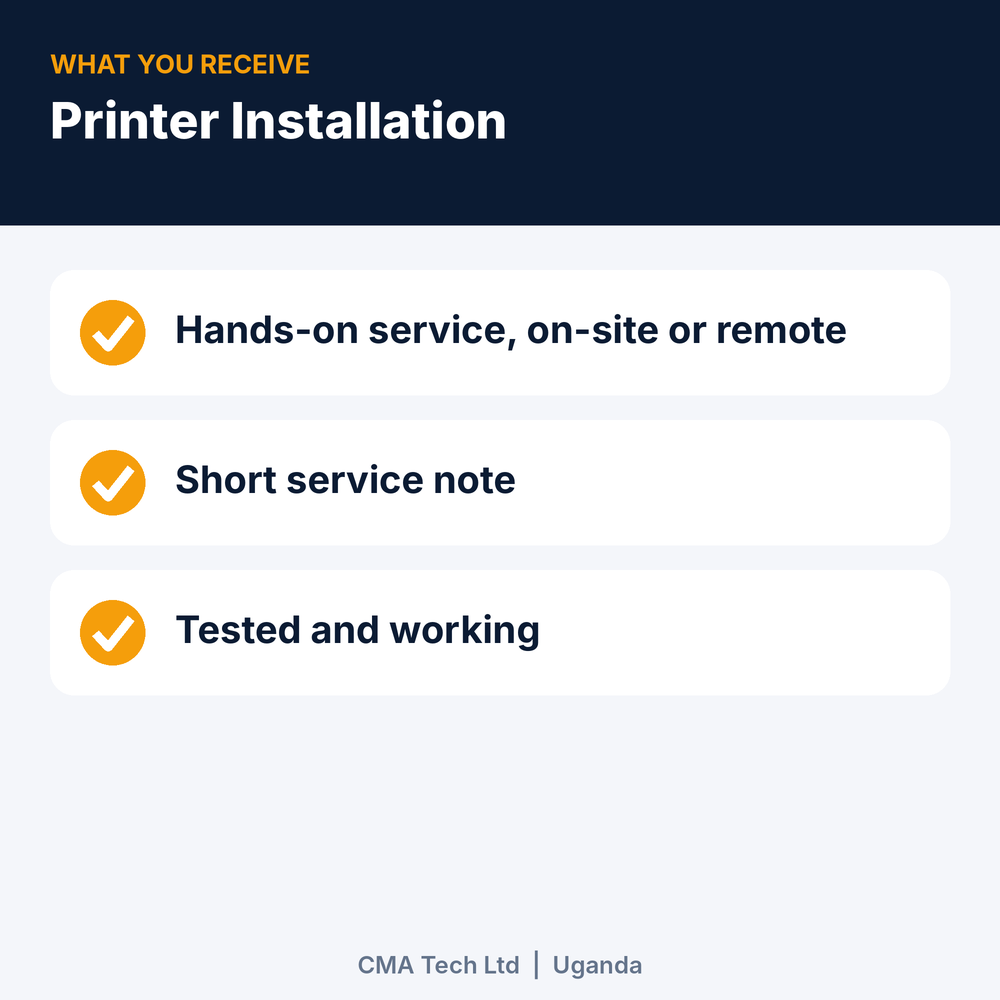 WHAT YOU RECEIVE
Printer Installation
Hands-on service, on-site or remote
Short service note
Tested and working
CMA Tech Ltd | Uganda